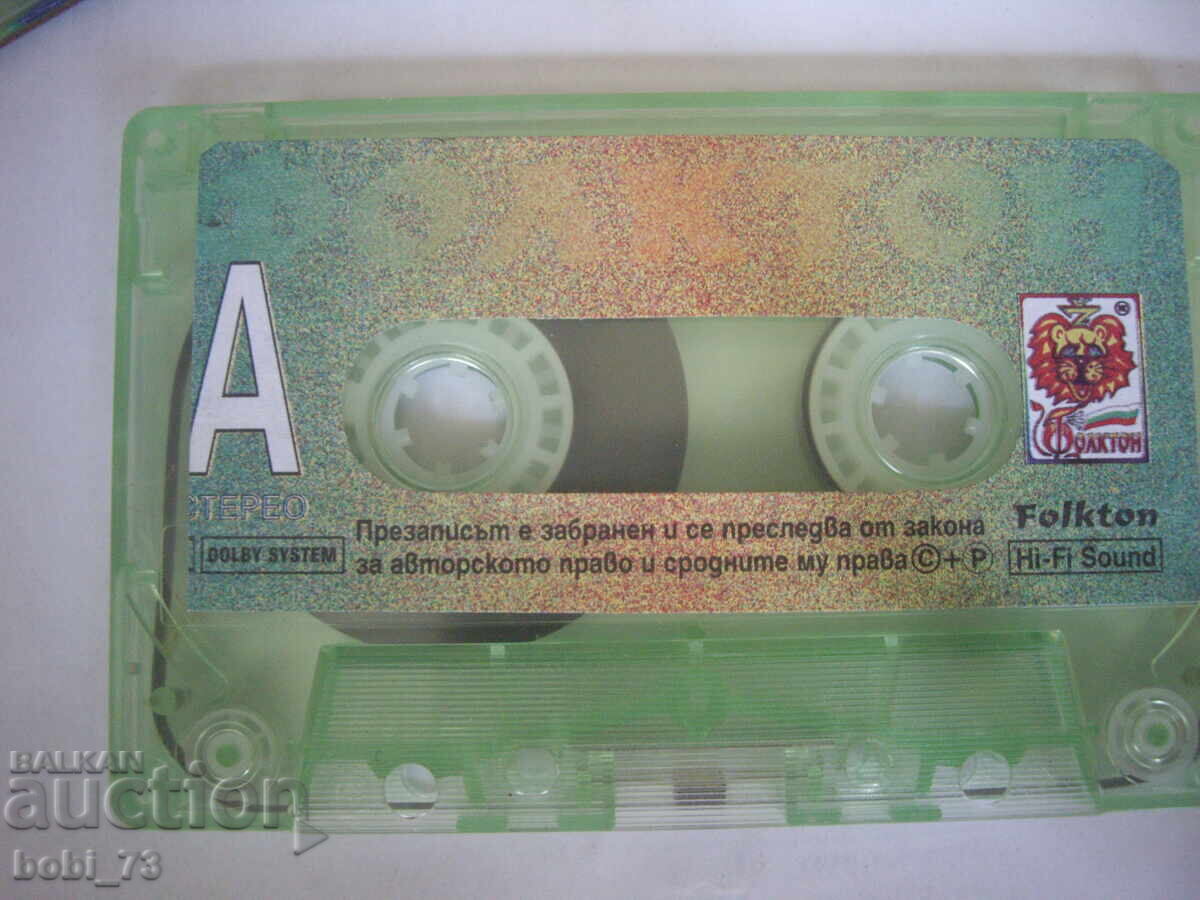 A
СТЕРЕО
DOLBY SYSTEM
Презаписът е забранен и се преследва от закона
за авторското право и сродните му права © + P
®
Фолктон
Folkton
Hi-Fi Sound
BALKAN
auction
bobi_73